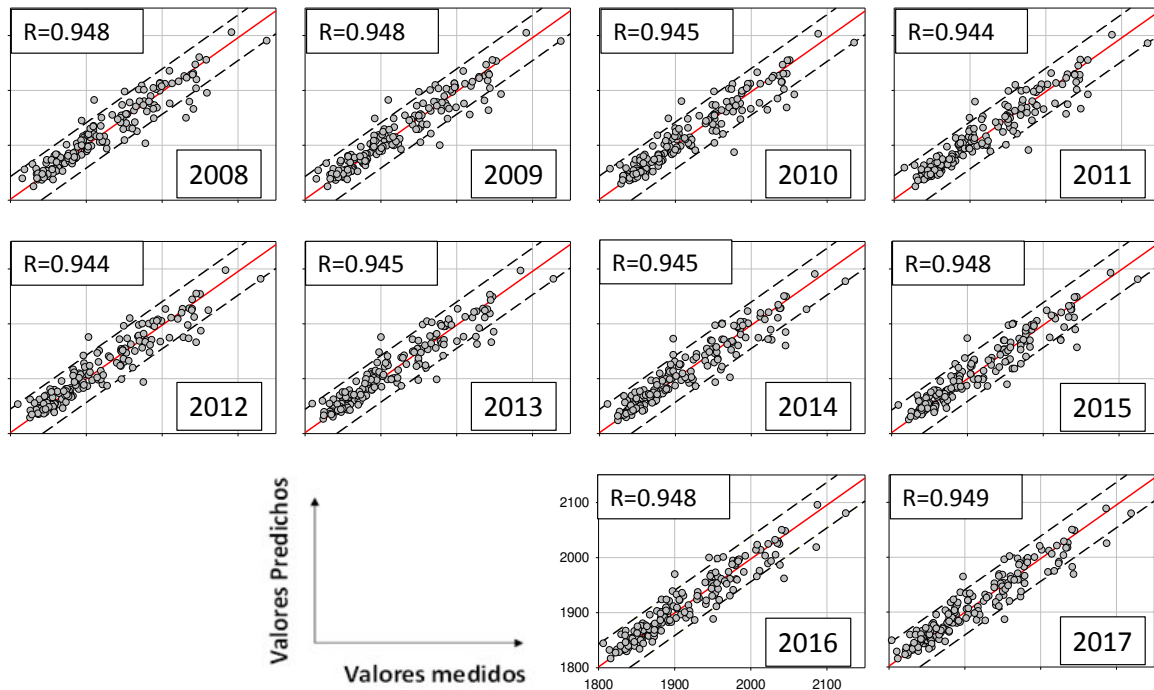 R=0.948
2008
R=0.948
2009
R=0.945
2010
R=0.944
2011
R=0.944
2012
R=0.945
2013
R=0.945
2014
R=0.948
2015
Valores Predichos
Valores medidos
2100
2000
1900
1800
R=0.948
2016
1800
1900
2000
2100
R=0.949
2017